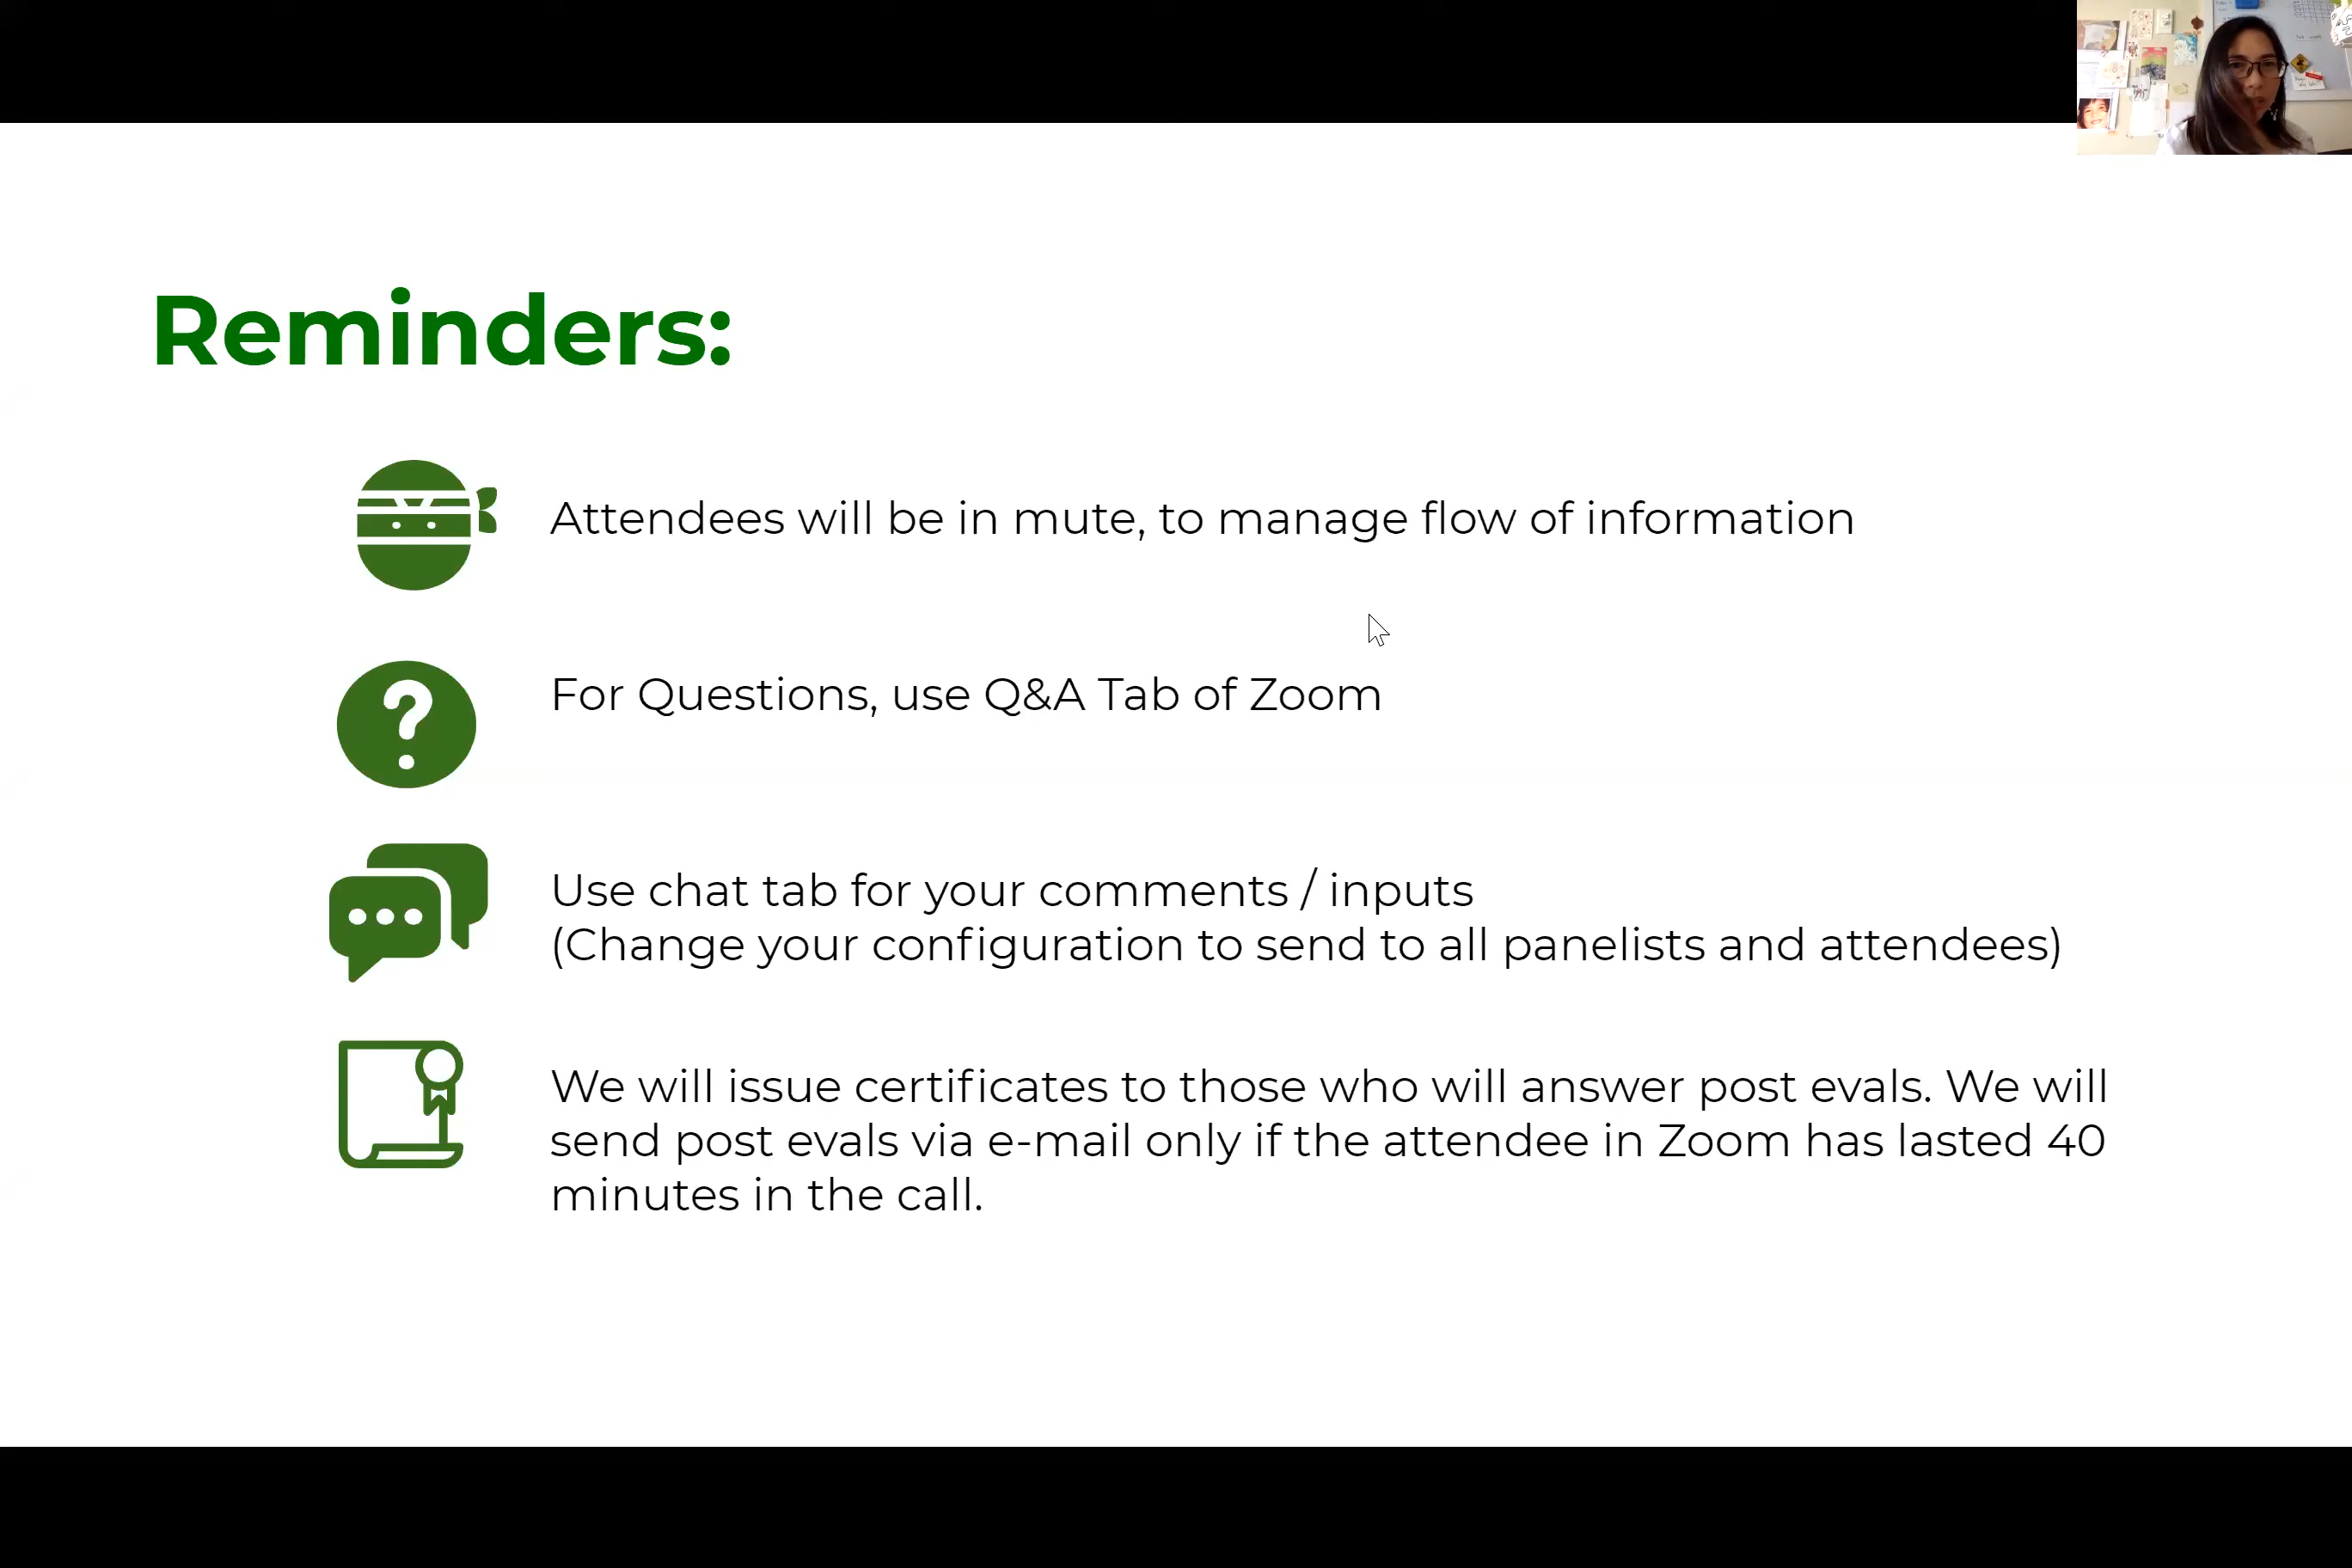 Reminders:
Attendees will be in mute, to manage flow of information
For Questions, use Q&A Tab of Zoom
Use chat tab for your comments / inputs
(Change your configuration to send to all panelists and attendees)
We will issue certificates to those who will answer post evals. We will
send post evals via e-mail only if the attendee in Zoom has lasted 40
minutes in the call.